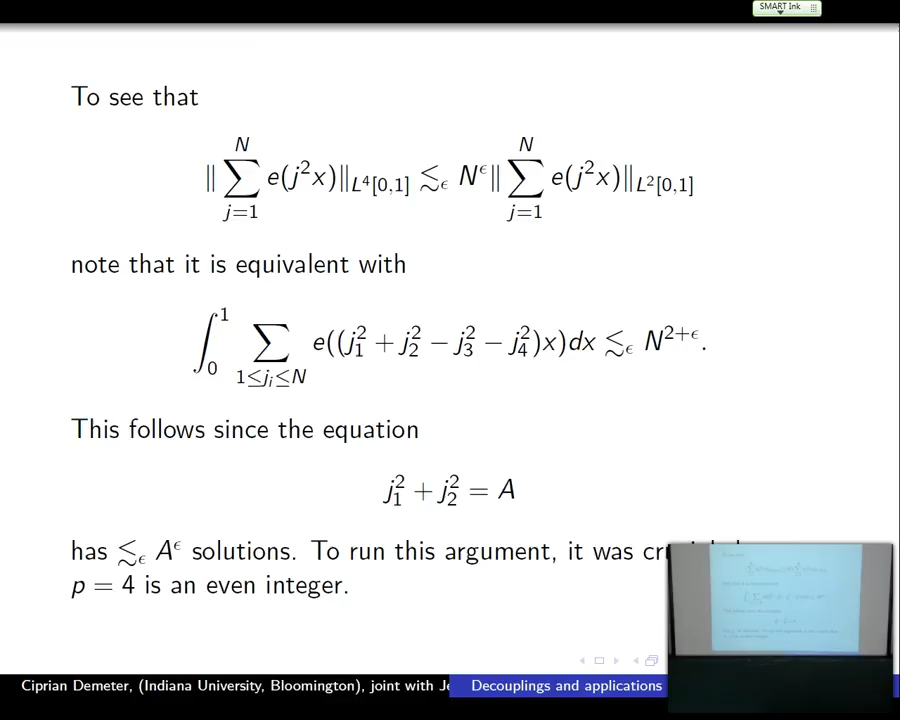 SMART Ink
To see that
‖ ∑_{j=1}^{N} e(j²x)‖_{L⁴[0,1]} ≲_ϵ N^ϵ ‖ ∑_{j=1}^{N} e(j²x)‖_{L²[0,1]}
note that it is equivalent with
∫_0^1 ∑_{1≤j_i≤N} e((j_1² + j_2² − j_3² − j_4²)x)dx ≲_ϵ N^{2+ϵ}.
This follows since the equation
j_1² + j_2² = A
has ≲_ϵ A^ϵ solutions. To run this argument, it was
p = 4 is an even integer.
Ciprian Demeter, (Indiana University, Bloomington), joint with Decouplings and applications